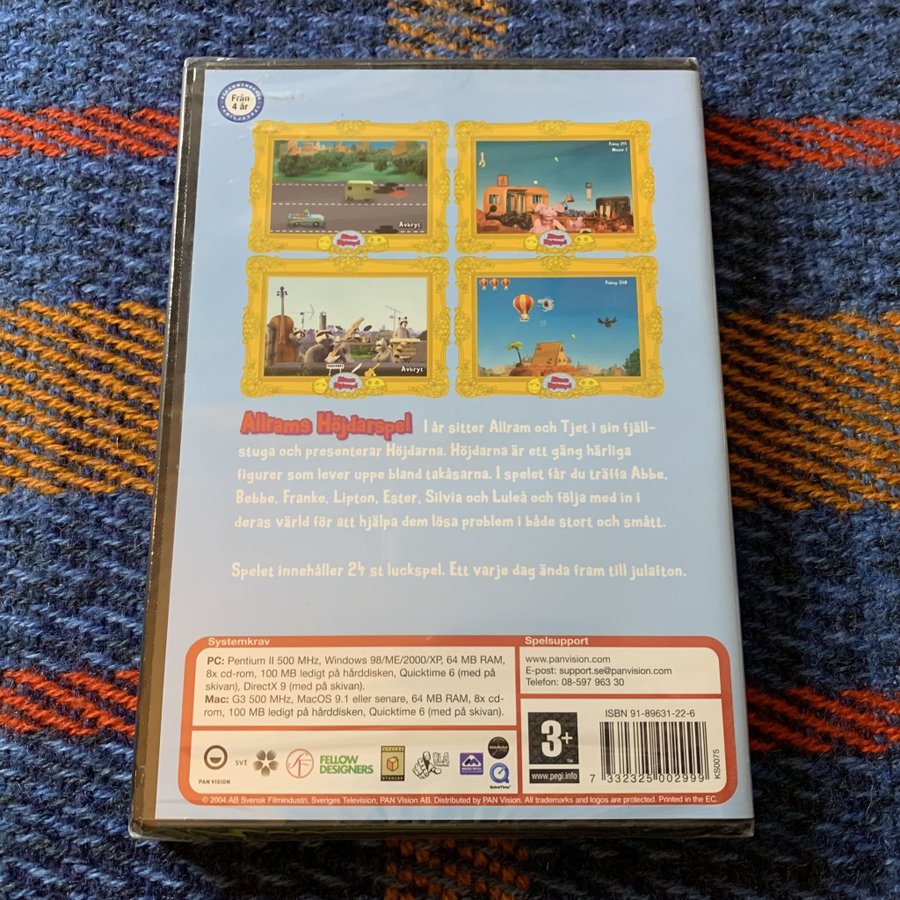 Från
4 år
Avbryt
Poäng 274
Avbryt
Poäng 540
Allrams Höjdarspel I år sitter Allram och Tjet i sin fjäll-
stuga och presenterar Höjdarna. Höjdarna är ett gäng härliga
figurer som lever uppe bland takåsarna. I spelet får du träffa Abbe,
Bebbe, Franke, Lipton, Ester, Silvia och Luleå och följa med in i
deras värld för att hjälpa dem lösa problem i både stort och smått.
Spelet innehåller 24 st luckspel. Ett varje dag ända fram till julafton.
Systemkrav
PC: Pentium II 500 MHz, Windows 98/ME/2000/XP, 64 MB RAM,
8x cd-rom, 100 MB ledigt på hårddisken, Quicktime 6 (med på
skivan), DirectX 9 (med på skivan).
Mac: G3 500 MHz, MacOS 9.1 eller senare, 64 MB RAM, 8x cd-
rom, 100 MB ledigt på hårddisken, Quicktime 6 (med på skivan).
Spelsupport
www.panvision.com
E-post: support.se@panvision.com
Telefon: 08-597 963 30
3+
www.pegi.info
ISBN 91-89631-22-6
7 332325 002999
KS0075
PAN VISION
svt
FELLOW
DESIGNERS
QuickTime
© 2004 AB Svensk Filmindustri, Sveriges Television, PAN Vision AB. Distributed by PAN Vision. All trademarks and logos are protected. Printed in the EC.